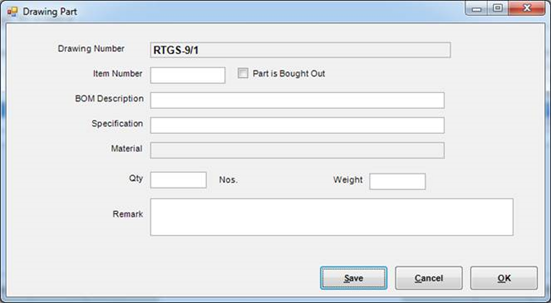 Drawing Part
Drawing Number RTGS-9/1
Item Number Part is Bought Out
BOM Description
Specification
Material
Qty Nos. Weight
Remark
Save Cancel OK